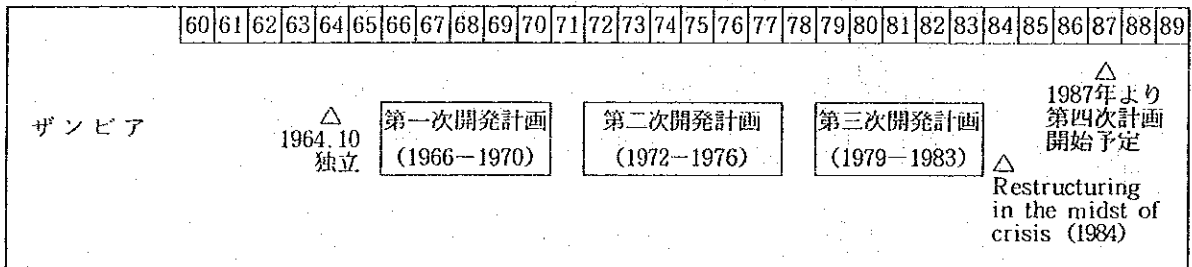 60 61 62 63 64 65 66 67 68 69 70 71 72 73 74 75 76 77 78 79 80 81 82 83 84 85 86 87 88 89
ザンビア
△
1964.10
独立
第一次開発計画
(1966－1970)
第二次開発計画
(1972－1976)
第三次開発計画
(1979－1983)
△
Restructuring
in the midst of
crisis (1984)
△
1987年より
第四次計画
開始予定